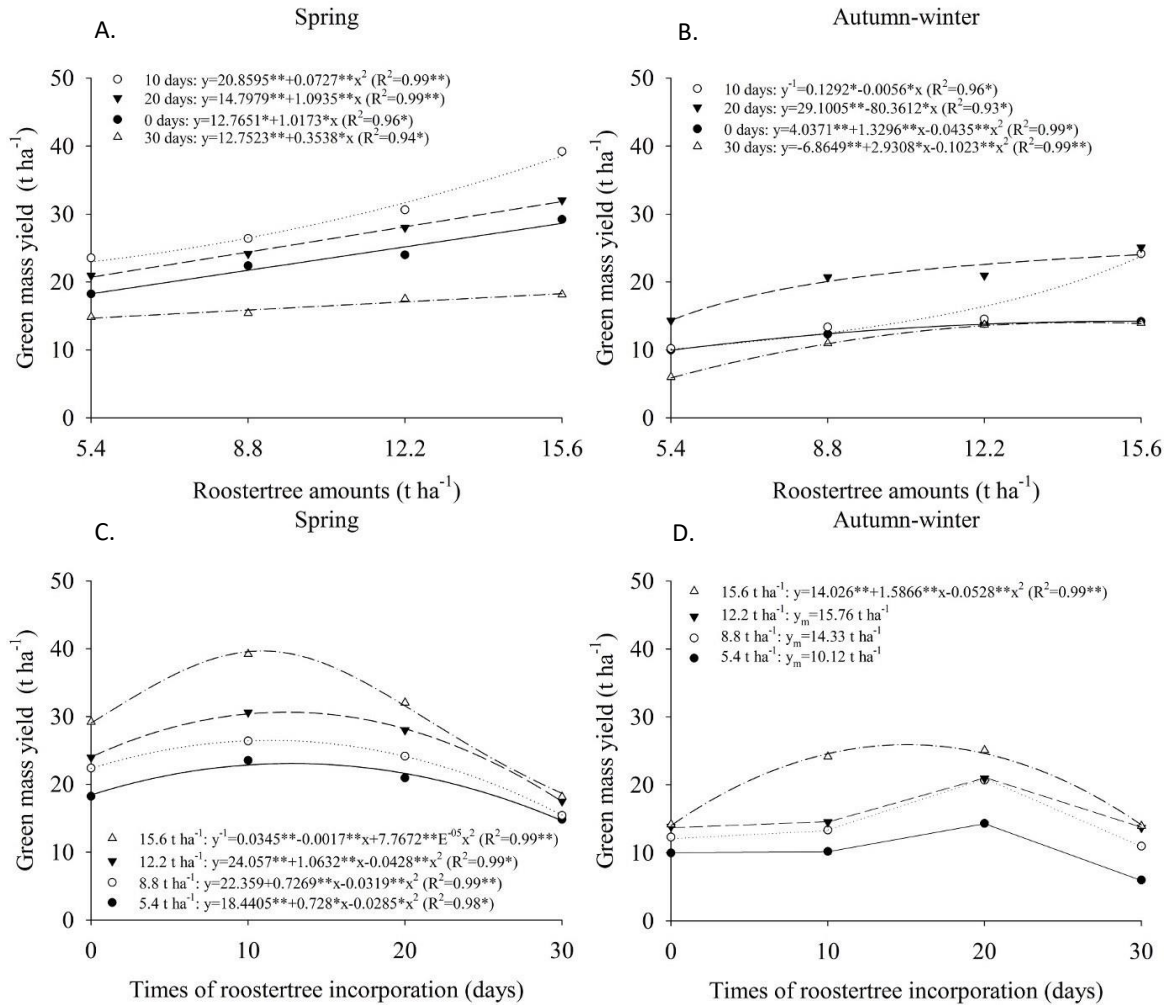 A.
Spring
10 days: y=20.8595**+0.0727**x² (R²=0.99**)
20 days: y=14.7979**+1.0935**x (R²=0.99**)
0 days: y=12.7651*+1.0173*x (R²=0.96*)
30 days: y=12.7523**+0.3538*x (R²=0.94*)
Green mass yield (t ha⁻¹)
50
40
30
20
10
0
5.4 8.8 12.2 15.6
Roostertree amounts (t ha⁻¹)
B.
Autumn-winter
10 days: y⁻¹=0.1292*-0.0056*x (R²=0.96*)
20 days: y=29.1005**-80.3612*x (R²=0.93*)
0 days: y=4.0371**+1.3296**x-0.0435**x² (R²=0.99*)
30 days: y=-6.8649**+2.9308*x-0.1023**x² (R²=0.99**)
Green mass yield (t ha⁻¹)
50
40
30
20
10
0
5.4 8.8 12.2 15.6
Roostertree amounts (t ha⁻¹)
C.
Spring
Green mass yield (t ha⁻¹)
50
40
30
20
10
0
15.6 t ha⁻¹: y⁻¹=0.0345**-0.0017**x+7.7672**E⁻⁰⁵x² (R²=0.99**)
12.2 t ha⁻¹: y=24.057**+1.0632**x-0.0428**x² (R²=0.99*)
8.8 t ha⁻¹: y=22.359+0.7269**x-0.0319**x² (R²=0.99**)
5.4 t ha⁻¹: y=18.4405**+0.728*x-0.0285*x² (R²=0.98*)
0 10 20 30
Times of roostertree incorporation (days)
D.
Autumn-winter
15.6 t ha⁻¹: y=14.026**+1.5866**x-0.0528**x² (R²=0.99**)
12.2 t ha⁻¹: yₘ=15.76 t ha⁻¹
8.8 t ha⁻¹: yₘ=14.33 t ha⁻¹
5.4 t ha⁻¹: yₘ=10.12 t ha⁻¹
Green mass yield (t ha⁻¹)
50
40
30
20
10
0
0 10 20 30
Times of roostertree incorporation (days)